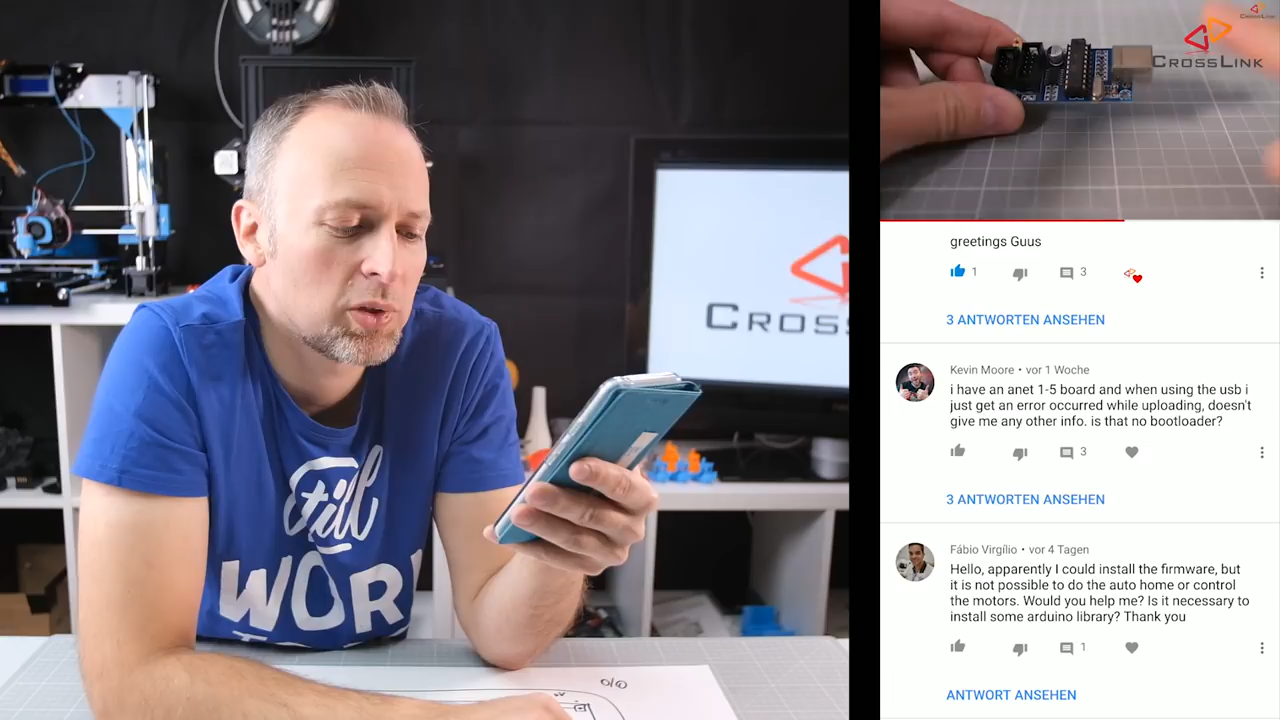 CROSSLINK
CROSSLINK
greetings Guus
1
3
3 ANTWORTEN ANSEHEN
Kevin Moore • vor 1 Woche
i have an anet 1-5 board and when using the usb i
just get an error occurred while uploading, doesn't
give me any other info. is that no bootloader?
3
3 ANTWORTEN ANSEHEN
Fábio Virgílio • vor 4 Tagen
Hello, apparently I could install the firmware, but
it is not possible to do the auto home or control
the motors. Would you help me? Is it necessary to
install some arduino library? Thank you
1
ANTWORT ANSEHEN
CROSS
till
WORK